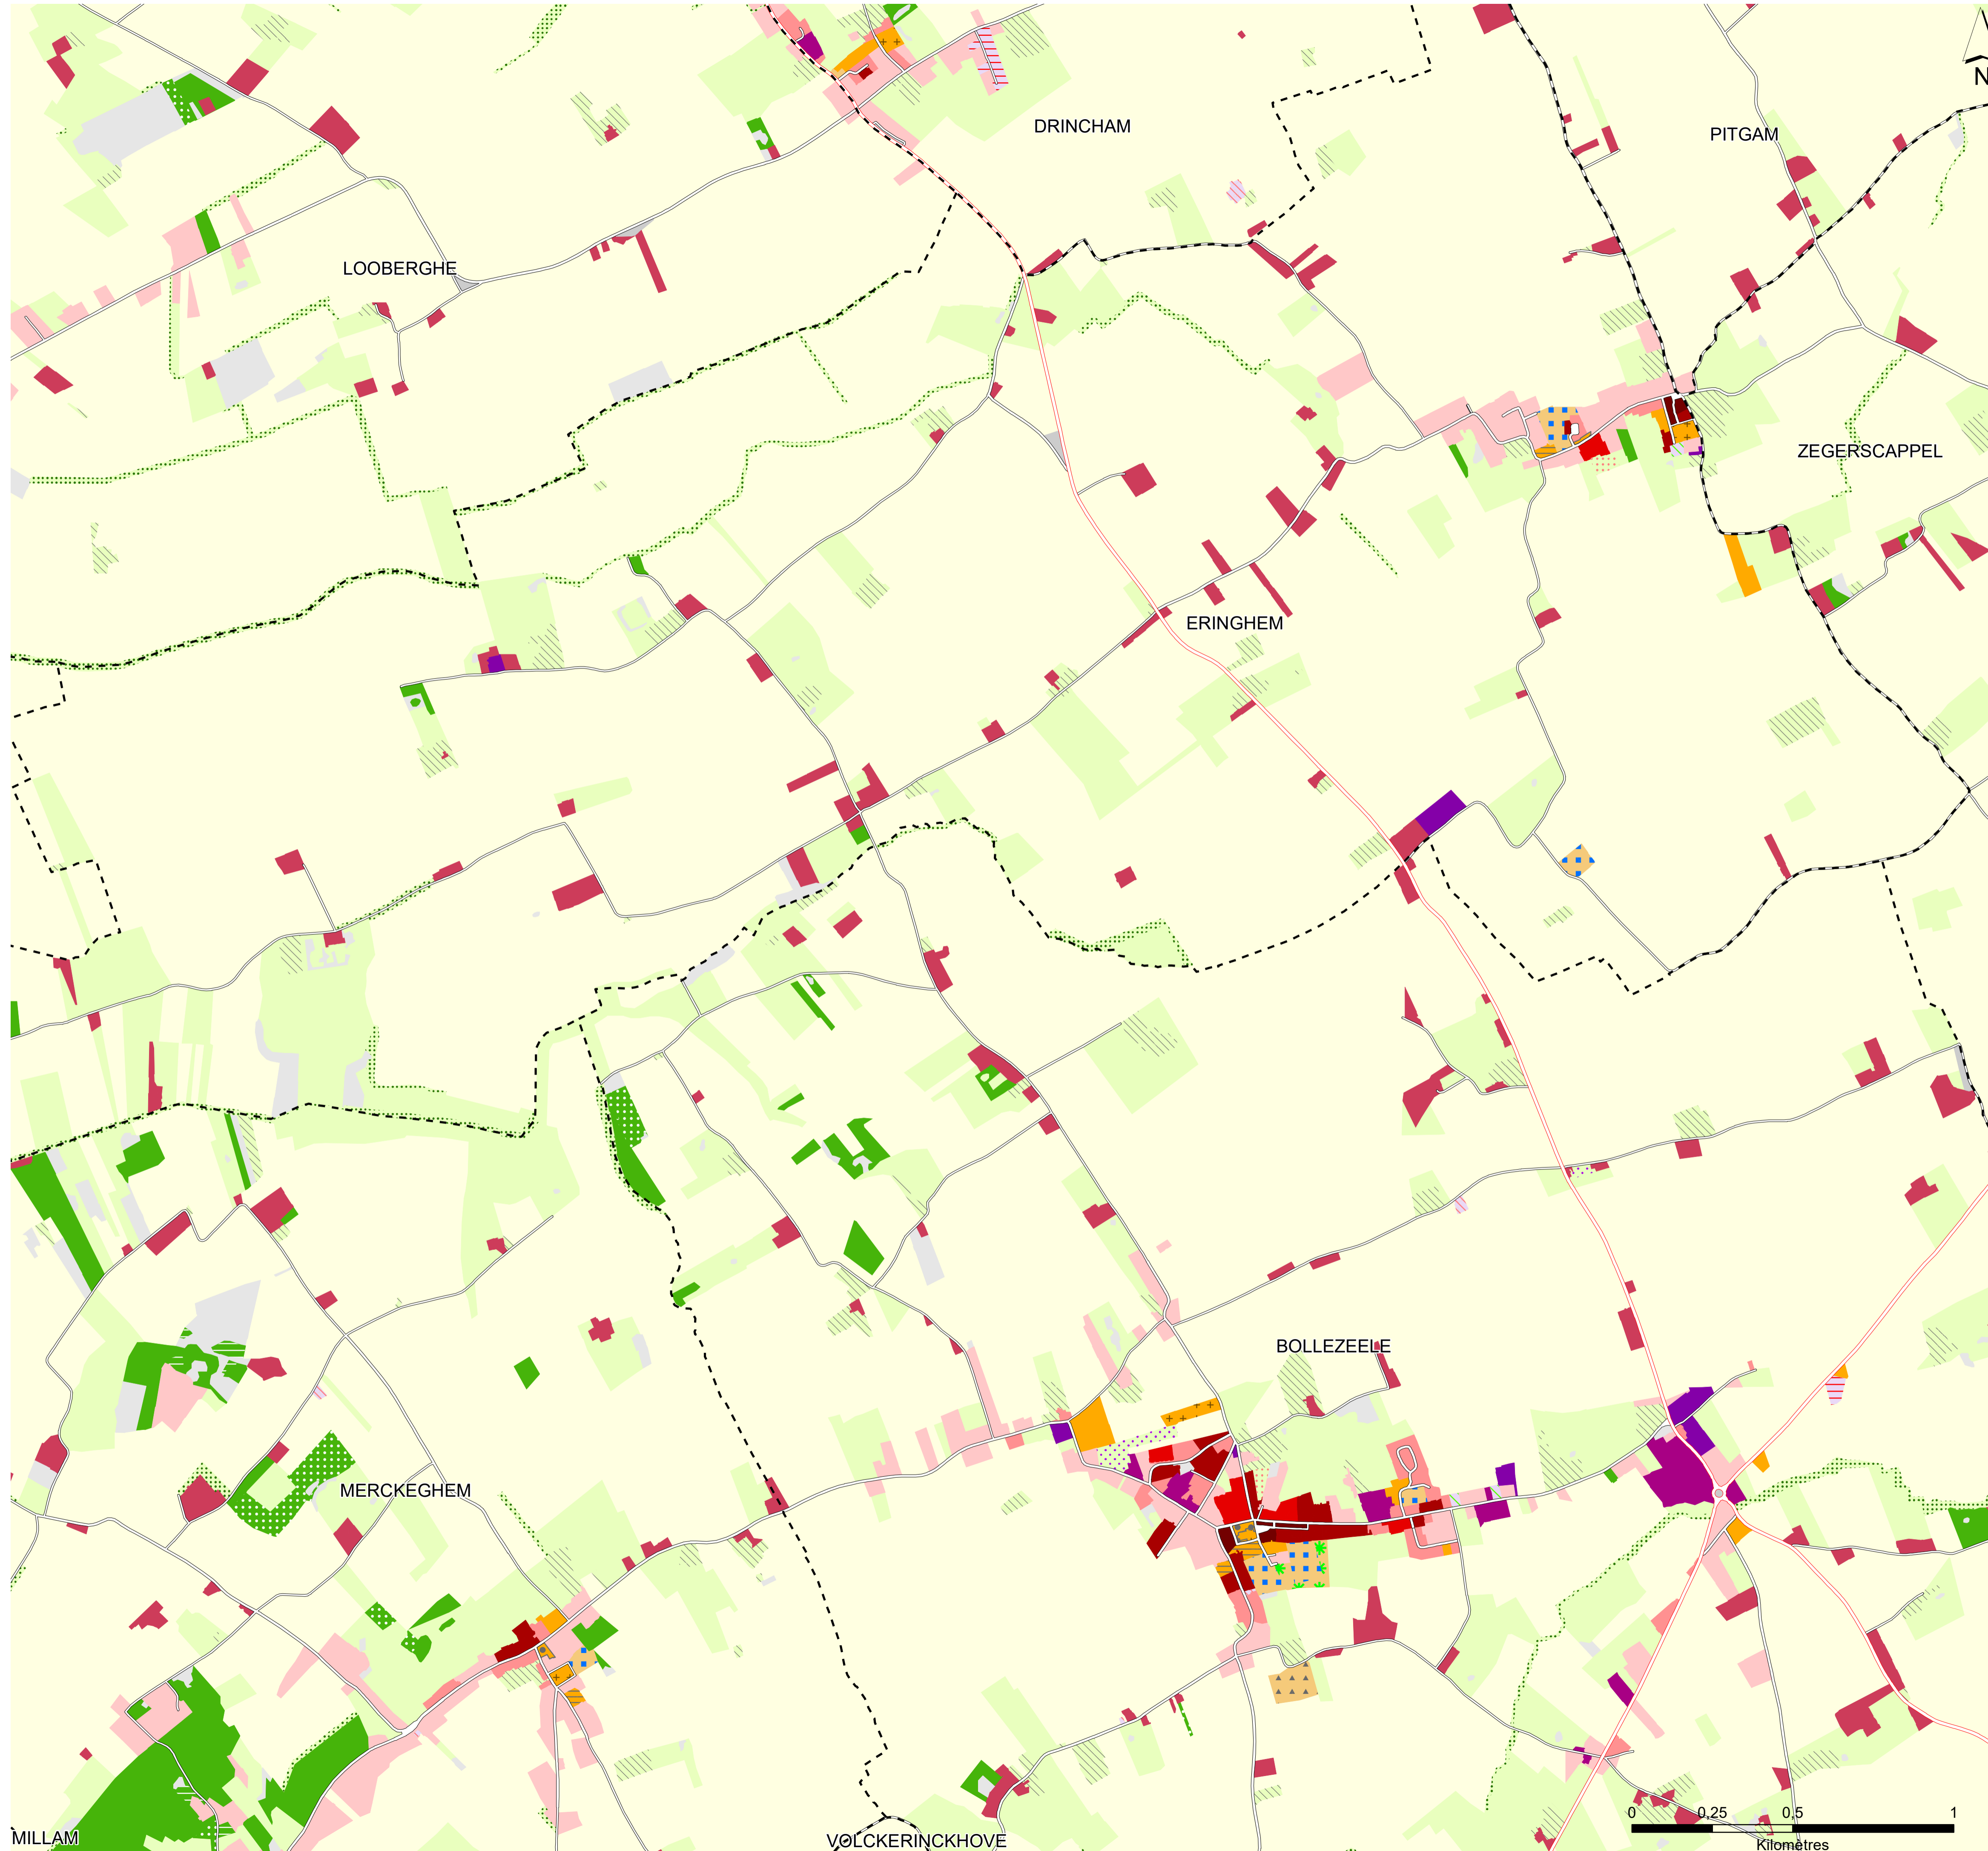 N
DRINCHAM
PITGAM
LOOBERGHE
ZEGERSCAPPEL
ERINGHEM
BOLLEZEELE
MERCKEGHEM
0 0,25 0,5 1
MILLAM
VOLCKERINCKHOVE
Kilomètres